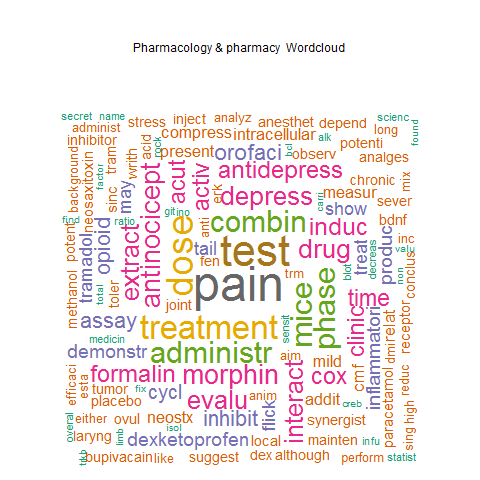 Pharmacology & pharmacy Wordcloud
secret name stress inject analyz anesthet depend long scienc
administ compress intracellular alk potenti found
inhibitor
background rock acid present orofaci bcl observ analges
neosaxitoxin factor tram writh acut activ antidepress chronic mix
sinc may depress measur sever
find ratio gitino anti erk combin carri show bdnf
methanol potent tramadol opioid extract antinocicept dose tail test induc treat produc inc
fen drug blot decreas valu
total toler joint pain trm mice phase non conclus
time
assay treatment sensit clinic inflammatori receptor
medicin
demonstr administr aim mild cmf paracetamol dmi relat
efficaci esta formalin morphin interact cox reduc
tumor fix cycl anim addit creb high
placebo evalu
either ovul neostx inhibit flick synergist sing
overal laryng limb isol dexketoprofen local mainten infu
bupivacain like suggest dex although perform statist